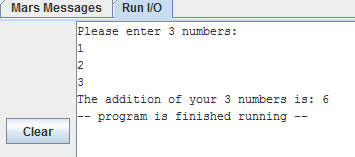 Mars Messages Run I/O
Please enter 3 numbers:
1
2
3
The addition of your 3 numbers is: 6
-- program is finished running --
Clear